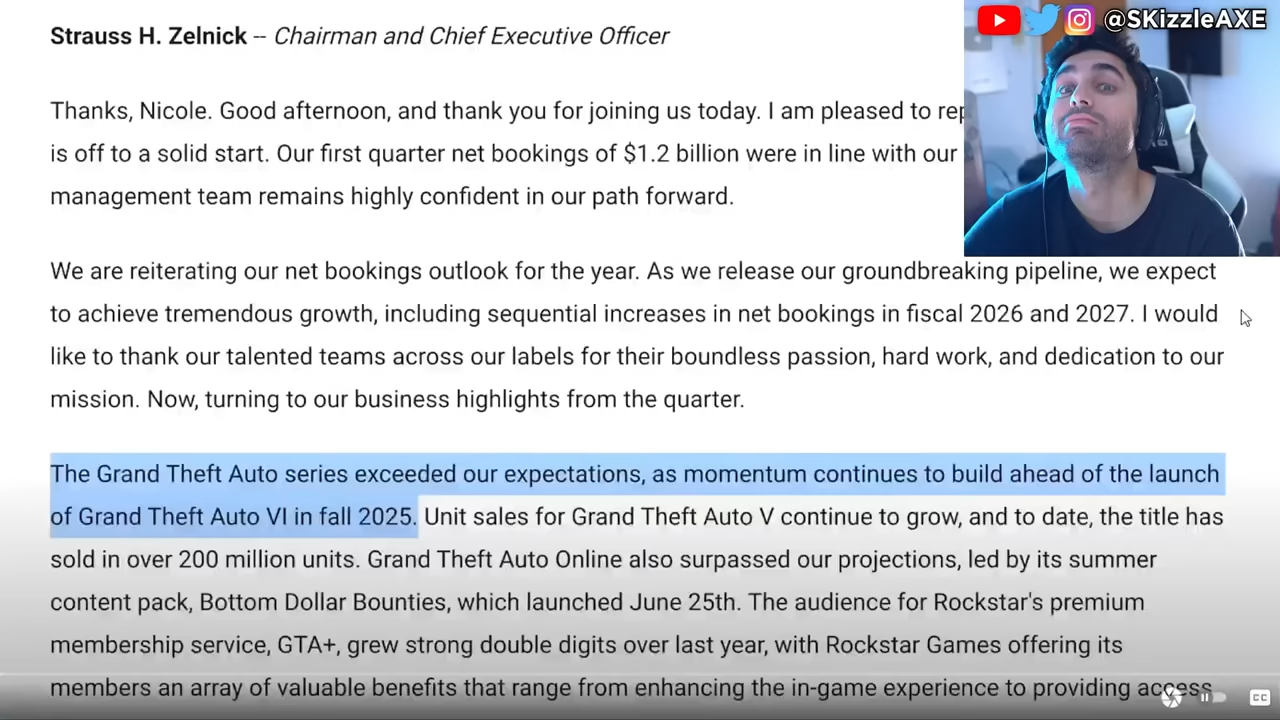 Strauss H. Zelnick -- Chairman and Chief Executive Officer
@SKizzleAXE
Thanks, Nicole. Good afternoon, and thank you for joining us today. I am pleased to
is off to a solid start. Our first quarter net bookings of $1.2 billion were in line with our
management team remains highly confident in our path forward.
We are reiterating our net bookings outlook for the year. As we release our groundbreaking pipeline, we expect
to achieve tremendous growth, including sequential increases in net bookings in fiscal 2026 and 2027. I would
like to thank our talented teams across our labels for their boundless passion, hard work, and dedication to our
mission. Now, turning to our business highlights from the quarter.
The Grand Theft Auto series exceeded our expectations, as momentum continues to build ahead of the launch
of Grand Theft Auto VI in fall 2025. Unit sales for Grand Theft Auto V continue to grow, and to date, the title has
sold in over 200 million units. Grand Theft Auto Online also surpassed our projections, led by its summer
content pack, Bottom Dollar Bounties, which launched June 25th. The audience for Rockstar's premium
membership service, GTA+, grew strong double digits over last year, with Rockstar Games offering its
members an array of valuable benefits that range from enhancing the in-game experience to providing access
CC